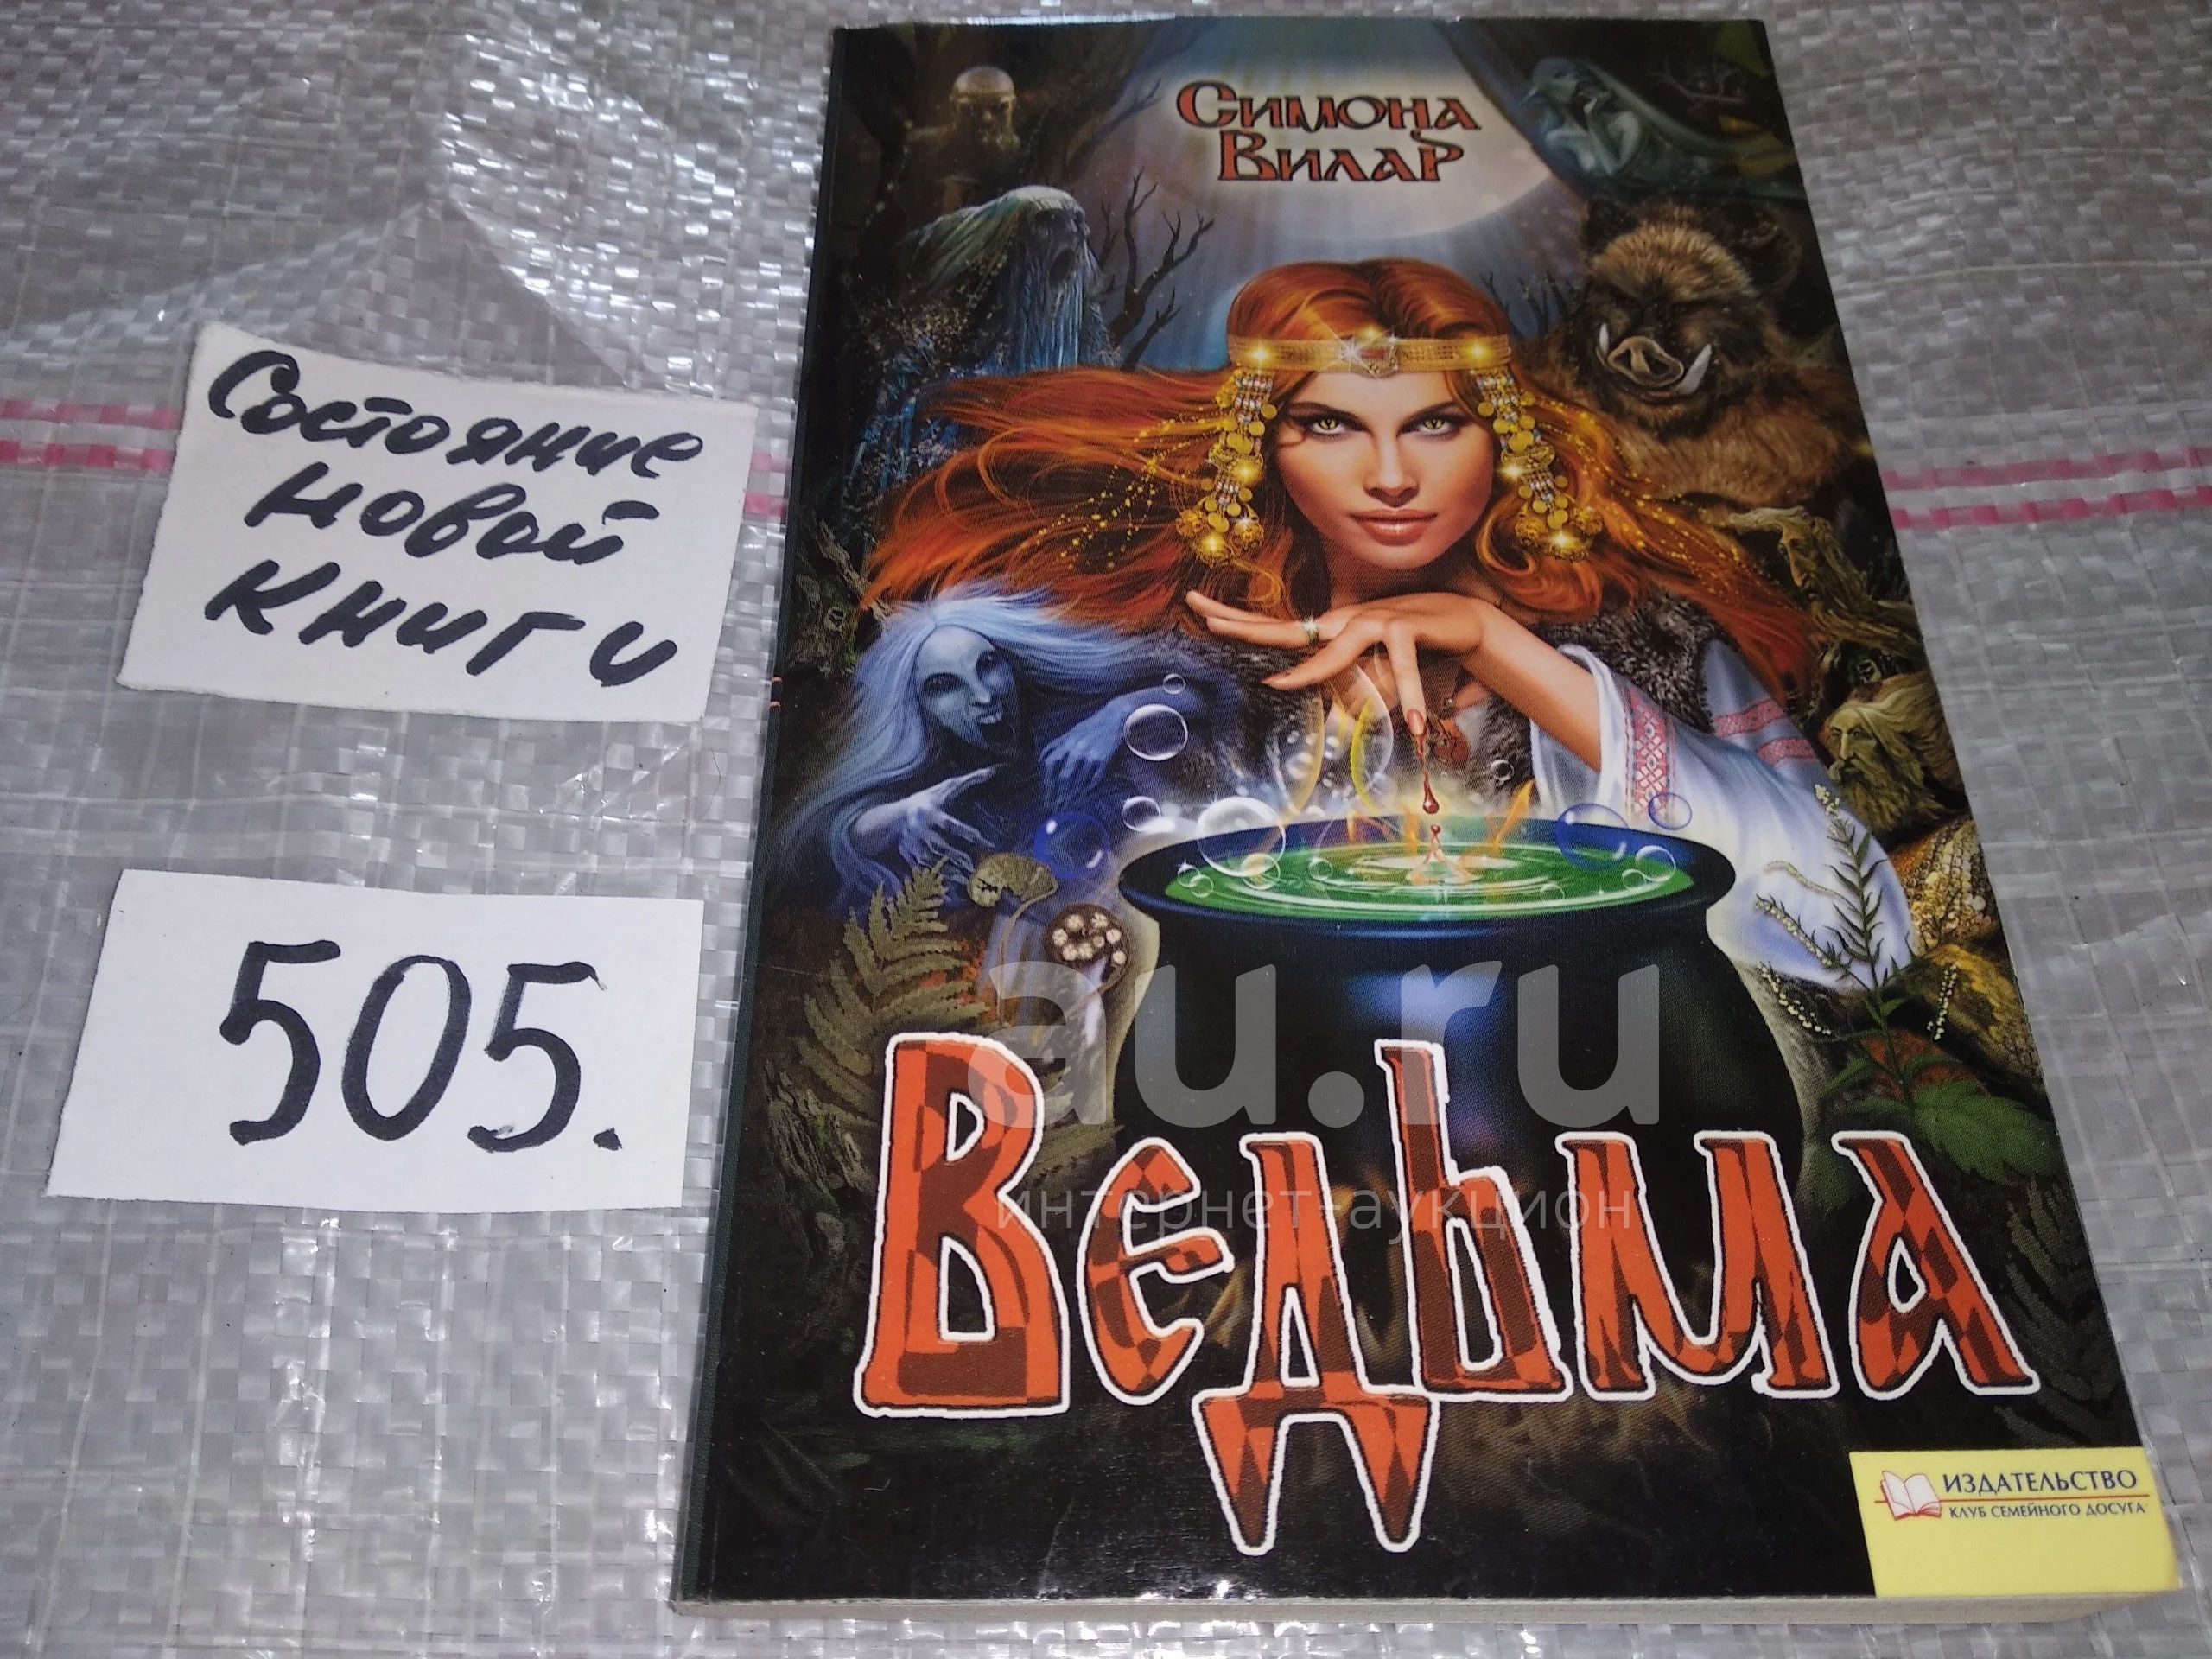 Симона
Вилар
Состояние
новой
книги
505.
au.ru
интернет-аукцион
Ведьма
ИЗДАТЕЛЬСТВО
КЛУБ СЕМЕЙНОГО ДОСУГА